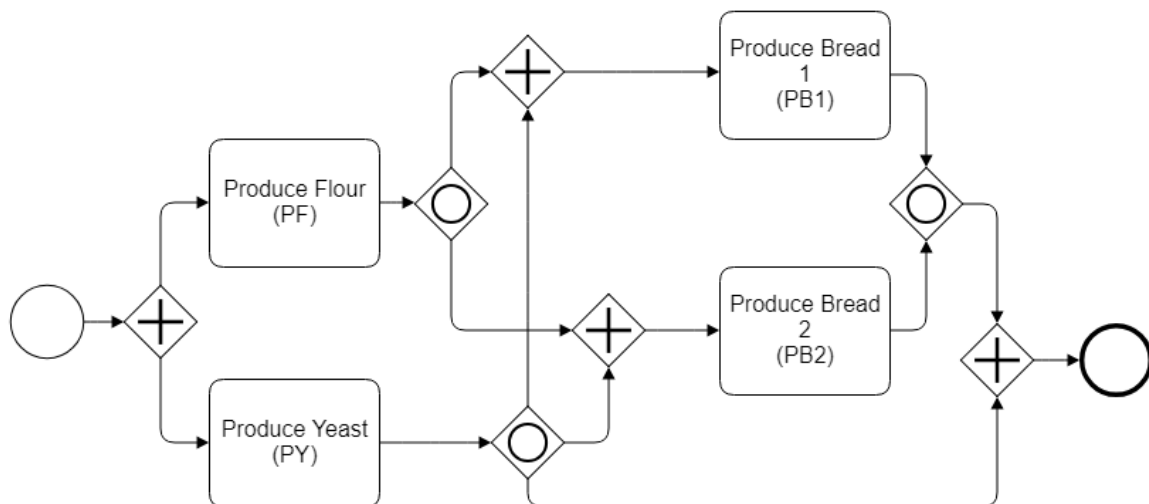 Produce Bread
1
(PB1)
Produce Flour
(PF)
Produce Bread
2
(PB2)
Produce Yeast
(PY)